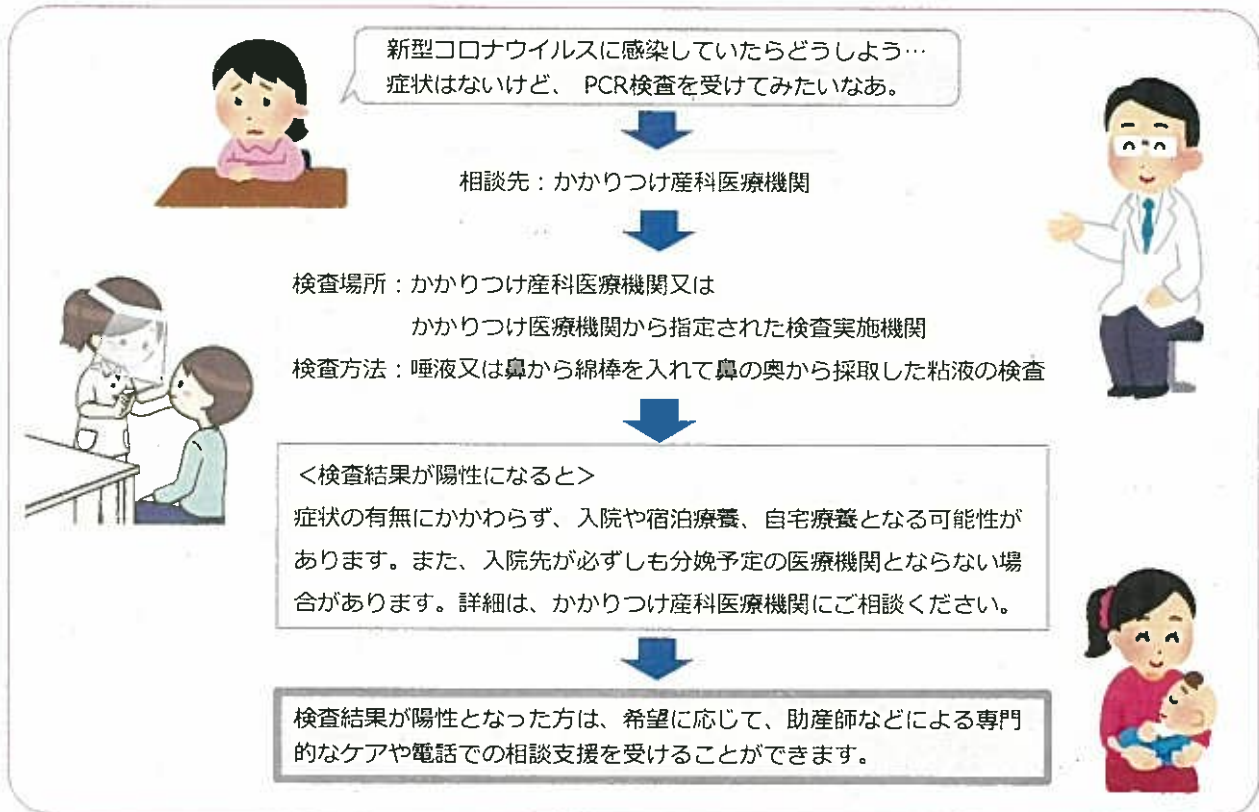 新型コロナウイルスに感染していたらどうしよう…
症状はないけど、 PCR検査を受けてみたいなあ。
相談先：かかりつけ産科医療機関
検査場所：かかりつけ産科医療機関又は
かかりつけ医療機関から指定された検査実施機関
検査方法：唾液又は鼻から綿棒を入れて鼻の奥から採取した粘液の検査
＜検査結果が陽性になると＞
症状の有無にかかわらず、入院や宿泊療養、自宅療養となる可能性が
あります。また、入院先が必ずしも分娩予定の医療機関とならない場
合があります。詳細は、かかりつけ産科医療機関にご相談ください。
検査結果が陽性となった方は、希望に応じて、助産師などによる専門
的なケアや電話での相談支援を受けることができます。